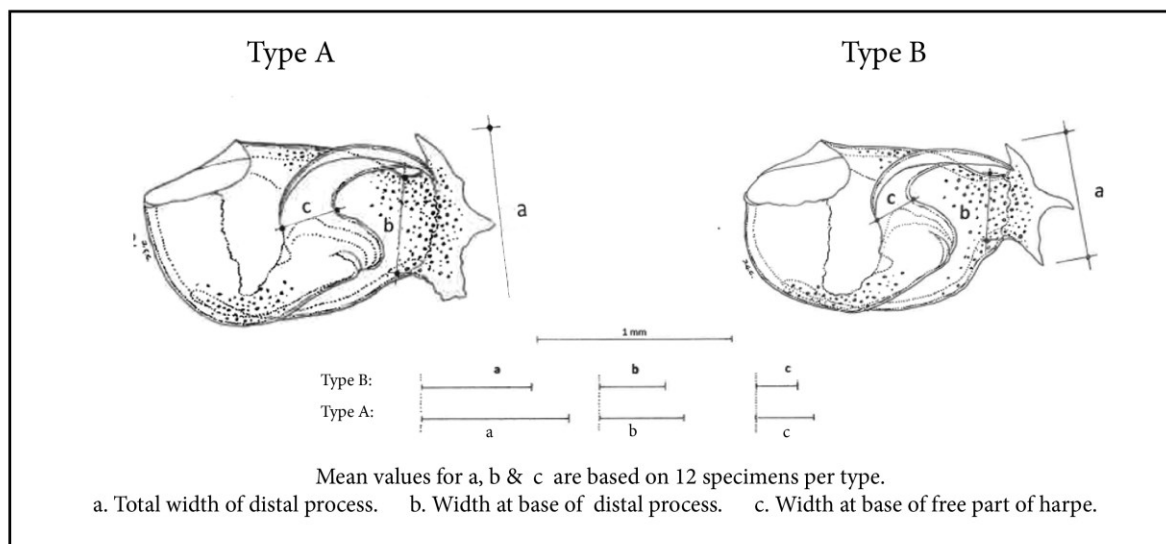 Type A
Type B
a
c
b
a
c
b
1 mm
a
b
c
Type B:
Type A:
a
b
c
Mean values for a, b & c are based on 12 specimens per type.
a. Total width of distal process. b. Width at base of distal process. c. Width at base of free part of harpe.